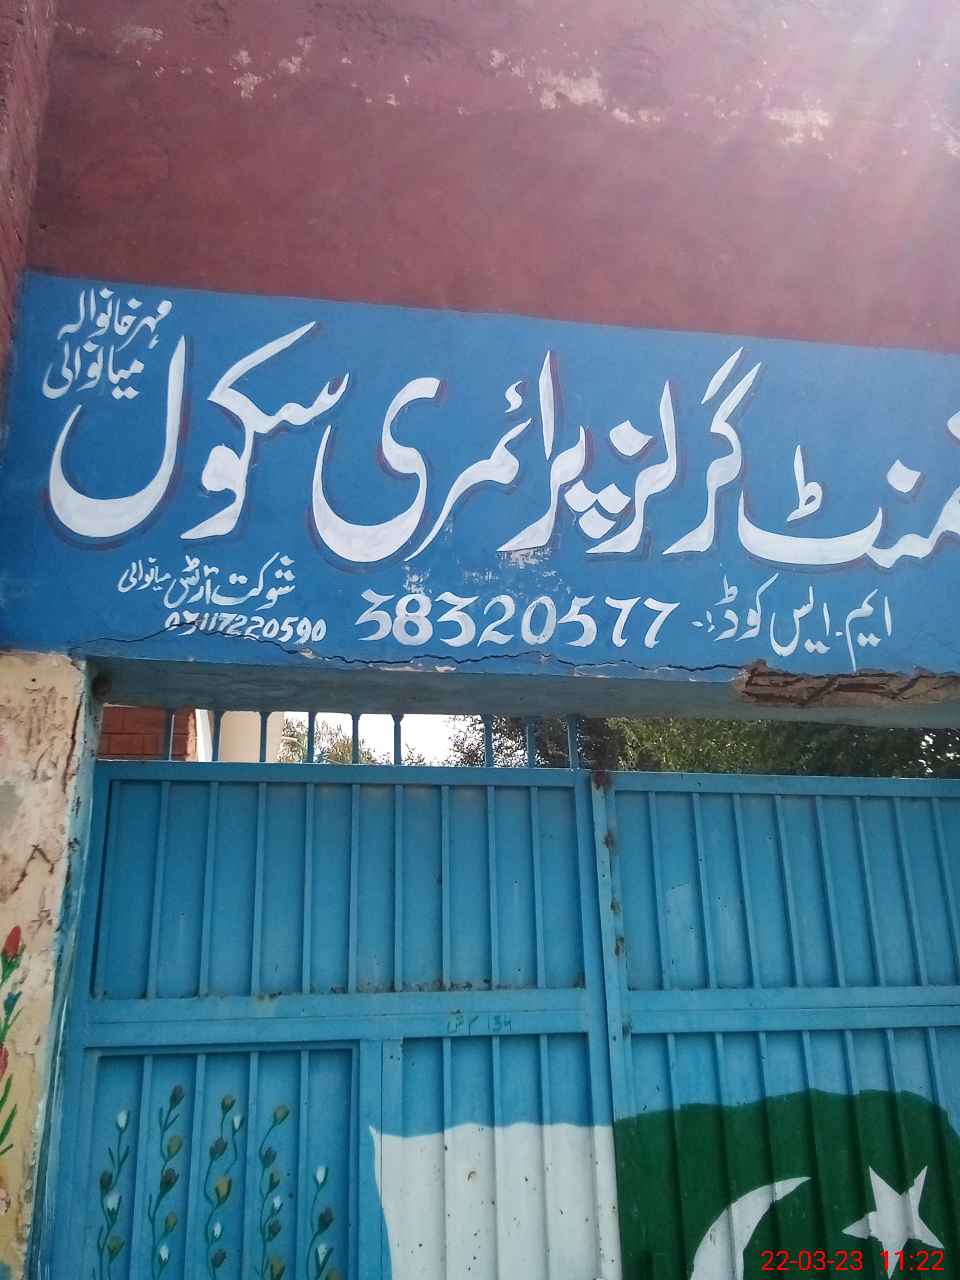 منٹ گرلز پرائمری سکول
مہر خانوالہ
میانوالی
ایم۔ایس کوڈ:۔ 38320577
شوکت آرٹس میانوالی
03117220590
134
22-03-23 11:22